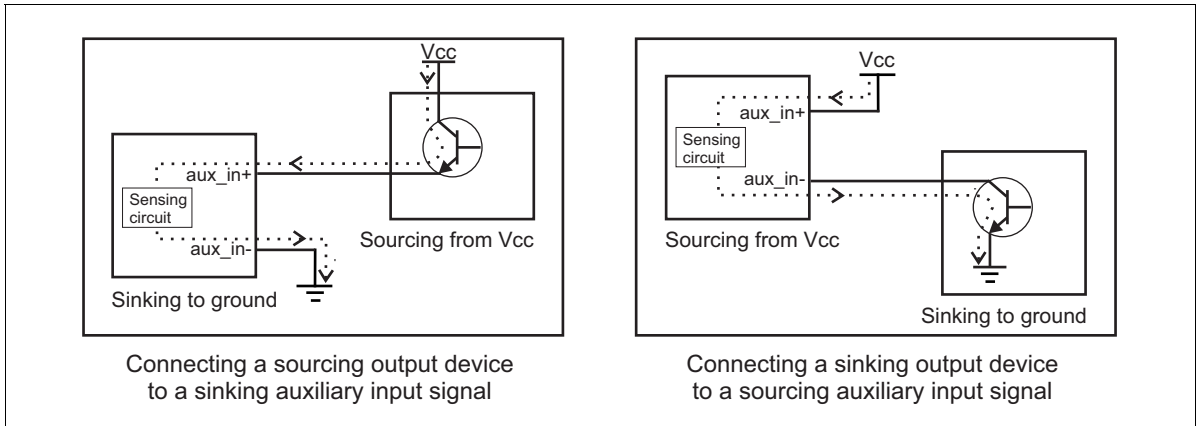 Vcc
aux_in+
Sensing
circuit
aux_in-
Sourcing from Vcc
Sinking to ground
Connecting a sourcing output device
to a sinking auxiliary input signal
Vcc
aux_in+
Sensing
circuit
aux_in-
Sourcing from Vcc
Sinking to ground
Connecting a sinking output device
to a sourcing auxiliary input signal